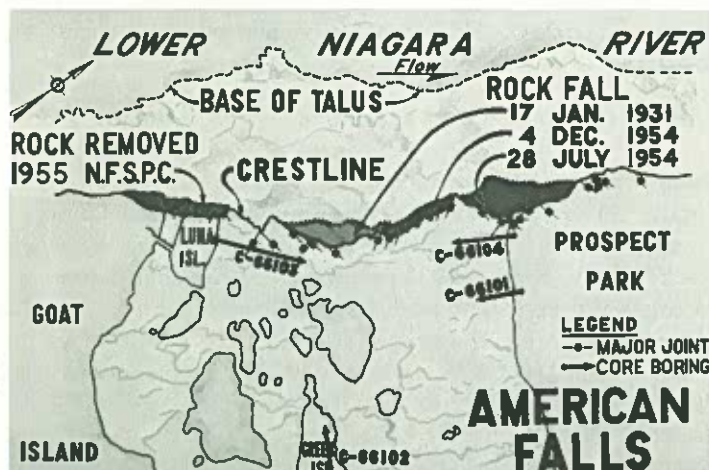 LOWER NIAGARA RIVER
Flow
BASE OF TALUS
ROCK FALL
17 JAN. 1931
4 DEC. 1954
28 JULY 1954
ROCK REMOVED
1955 N.F.S.P.C.
CRESTLINE
LUNA
ISL.
C-66103
C-66104
C-66101
PROSPECT
PARK
GOAT
LEGEND
MAJOR JOINT
CORE BORING
AMERICAN
FALLS
ISLAND
GREEN
ISL.
C-66102